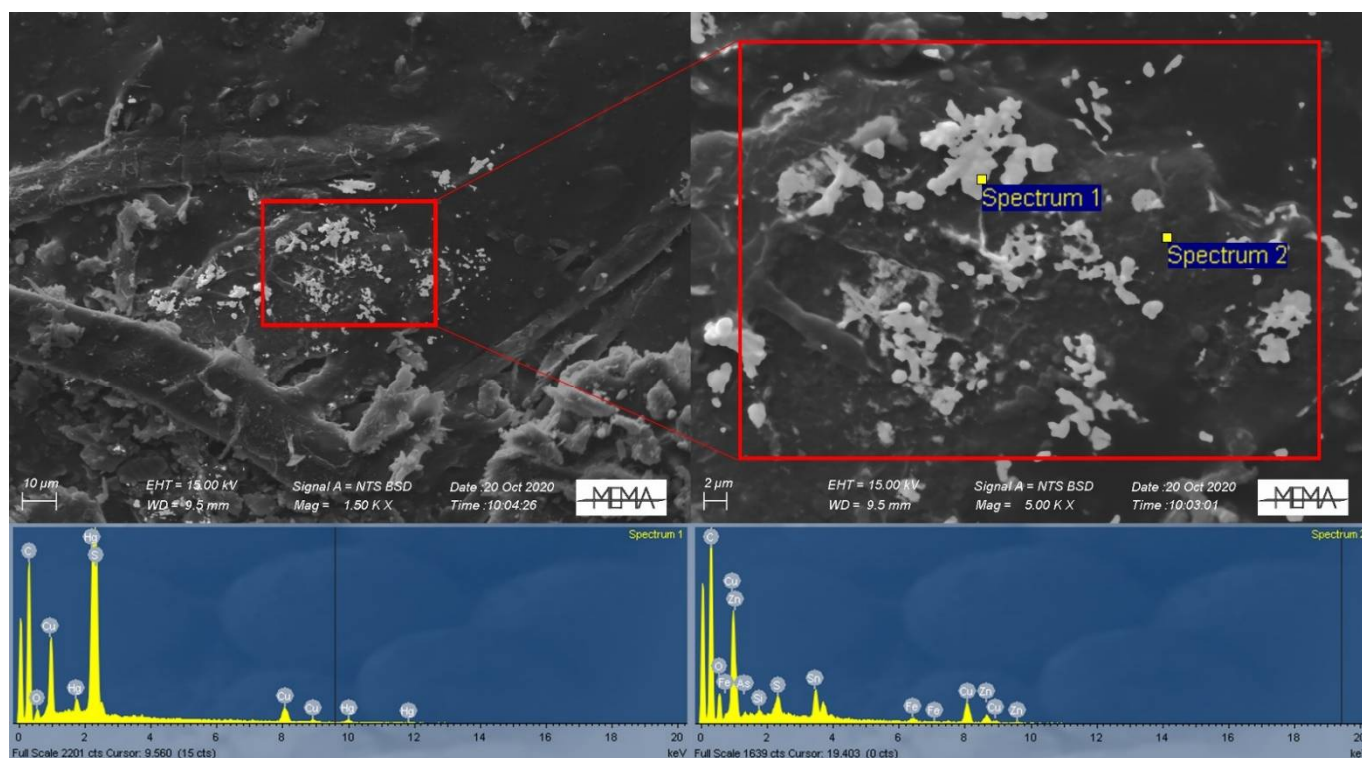 Spectrum 1
Spectrum 2
10 µm
EHT = 15.00 kV
WD = 9.5 mm
Signal A = NTS BSD
Mag = 1.50 K X
Date :20 Oct 2020
Time :10:04:26
MEMA
2 µm
EHT = 15.00 kV
WD = 9.5 mm
Signal A = NTS BSD
Mag = 5.00 K X
Date :20 Oct 2020
Time :10:03:01
MEMA
Spectrum 1
C
O
Cu
Hg
Hg
S
Cu
Cu
Hg
Hg
0 2 4 6 8 10 12 14 16 18 20
Full Scale 2201 cts Cursor: 9.560 (15 cts)
keV
Spectrum 2
C
O
Fe
Cu
Zn
As
Si
S
Sn
Fe
Fe
Cu
Zn
Cu
Zn
0 2 4 6 8 10 12 14 16 18 20
Full Scale 1639 cts Cursor: 19.403 (0 cts)